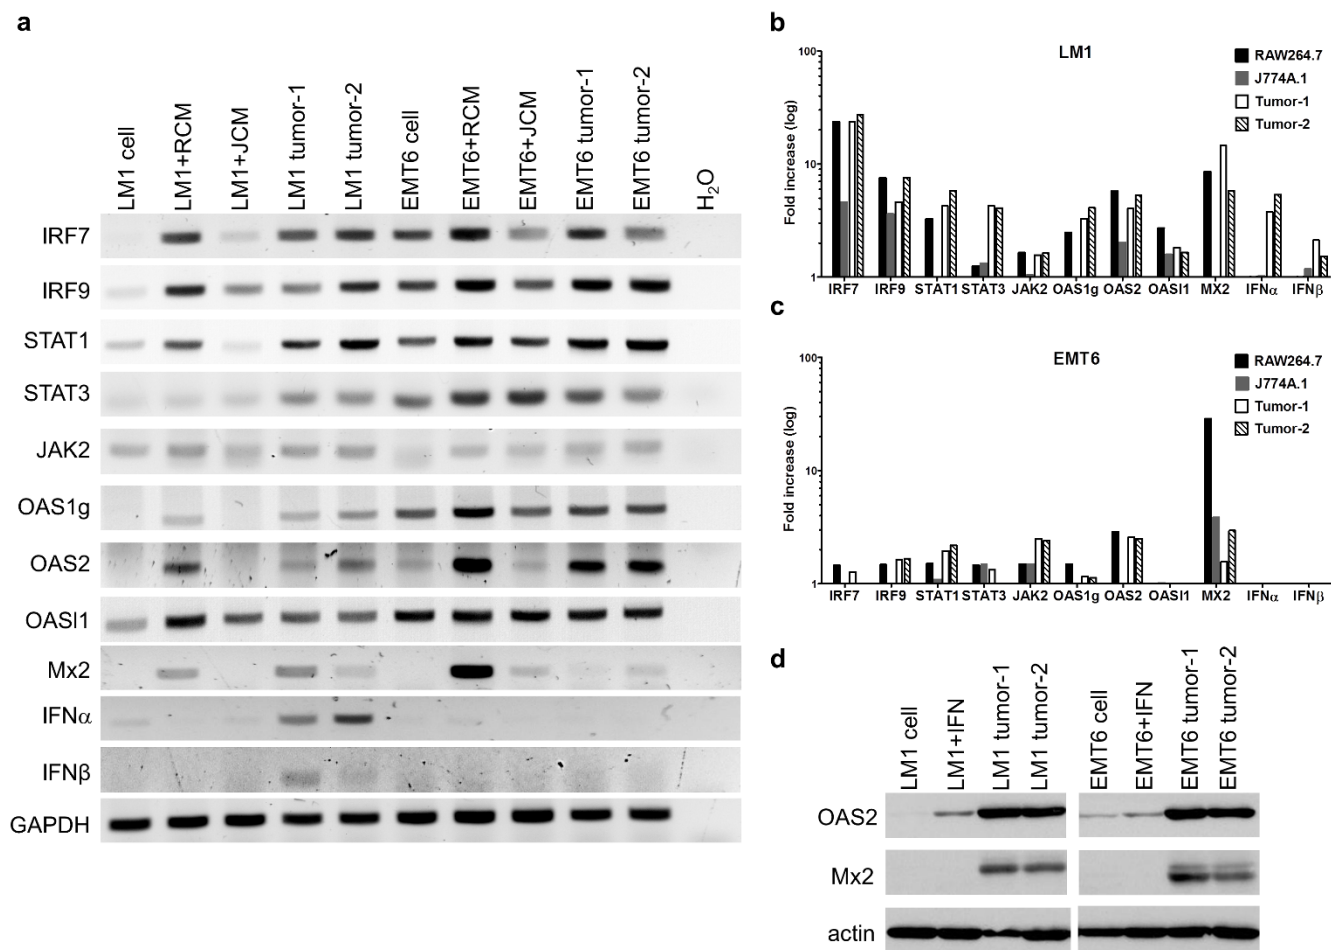 a
LM1 cell
LM1+RCM
LM1+JCM
LM1 tumor-1
LM1 tumor-2
EMT6 cell
EMT6+RCM
EMT6+JCM
EMT6 tumor-1
EMT6 tumor-2
H2O
IRF7
IRF9
STAT1
STAT3
JAK2
OAS1g
OAS2
OASI1
Mx2
IFNα
IFNβ
GAPDH
b
LM1
RAW264.7
J774A.1
Tumor-1
Tumor-2
Fold increase (log)
100
10
1
IRF7 IRF9 STAT1 STAT3 JAK2 OAS1g OAS2 OASI1 MX2 IFNα IFNβ
c
EMT6
RAW264.7
J774A.1
Tumor-1
Tumor-2
Fold increase (log)
100
10
1
IRF7 IRF9 STAT1 STAT3 JAK2 OAS1g OAS2 OASI1 MX2 IFNα IFNβ
d
LM1 cell
LM1+IFN
LM1 tumor-1
LM1 tumor-2
EMT6 cell
EMT6+IFN
EMT6 tumor-1
EMT6 tumor-2
OAS2
Mx2
actin